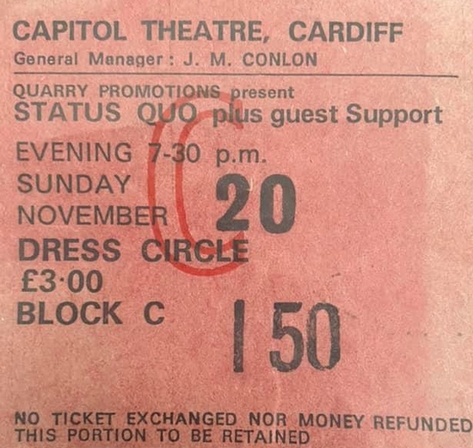 CAPITOL THEATRE, CARDIFF
General Manager : J. M. CONLON
QUARRY PROMOTIONS present
STATUS QUO plus guest Support
EVENING 7-30 p.m.
SUNDAY
NOVEMBER 20
DRESS CIRCLE
£3·00
BLOCK C 150
C
NO TICKET EXCHANGED NOR MONEY REFUNDED
THIS PORTION TO BE RETAINED